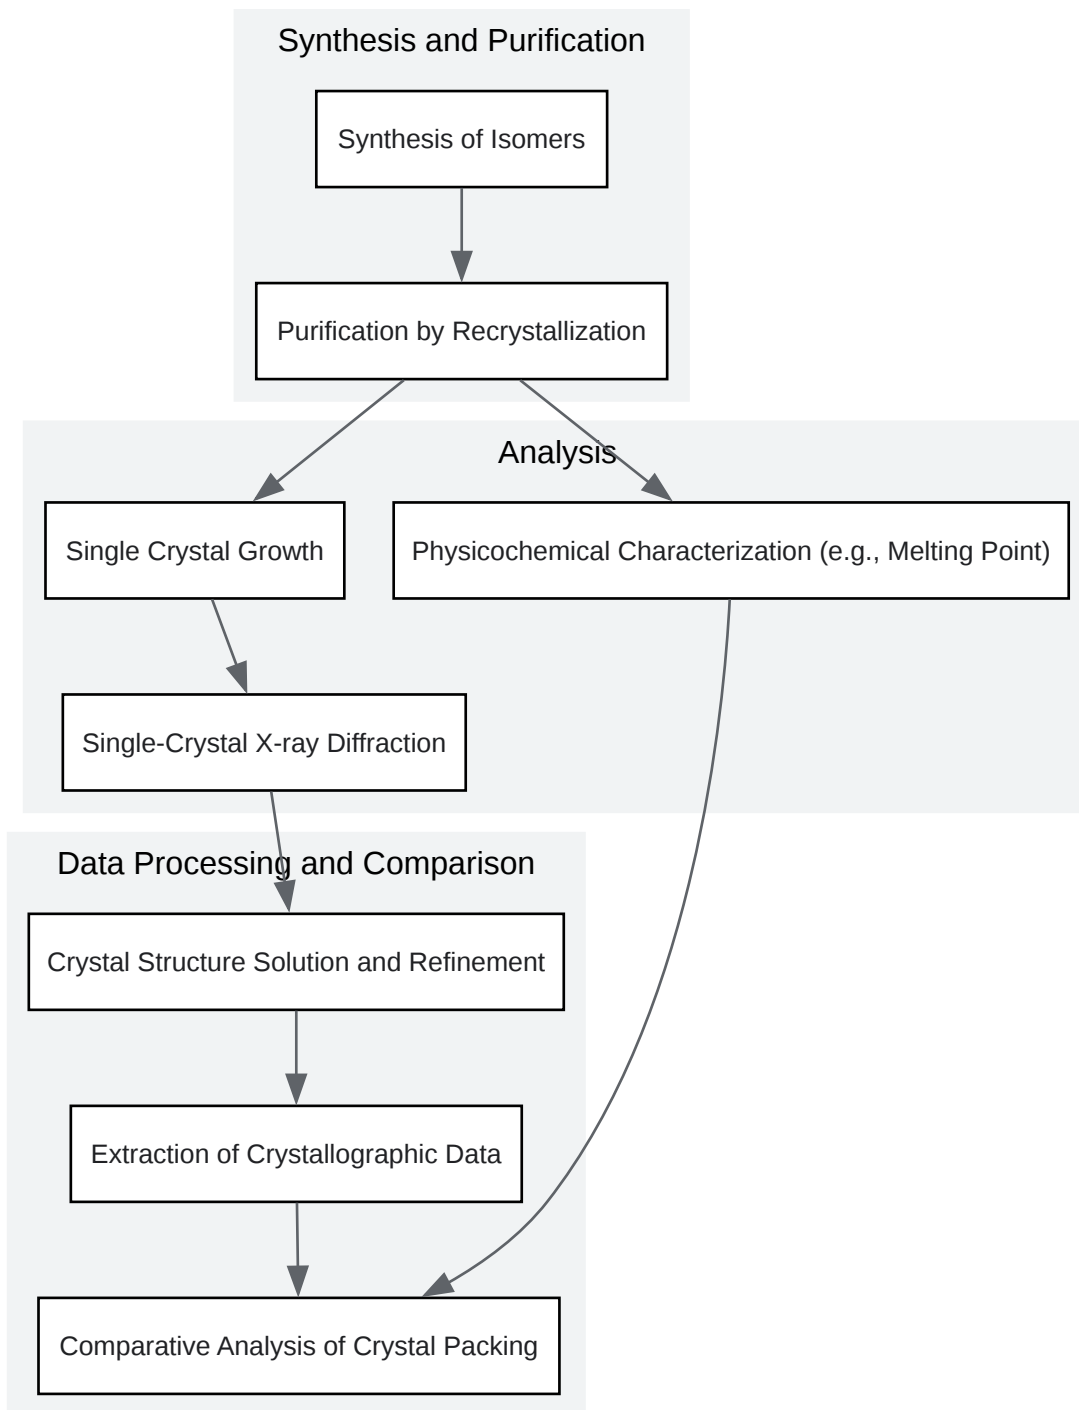 Synthesis and Purification
Synthesis of Isomers
Purification by Recrystallization
Analysis
Single Crystal Growth
Physicochemical Characterization (e.g., Melting Point)
Single-Crystal X-ray Diffraction
Data Processing and Comparison
Crystal Structure Solution and Refinement
Extraction of Crystallographic Data
Comparative Analysis of Crystal Packing